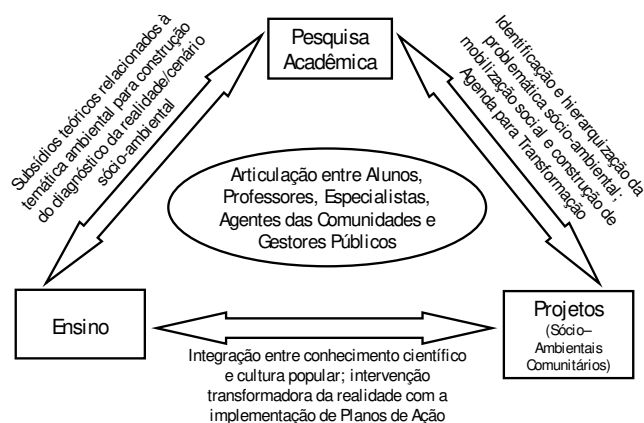 Pesquisa
Acadêmica
Subsídios teóricos relacionados à
temática ambiental para construção
do diagnóstico da realidade/cenário
sócio-ambiental
Identificação e hierarquização da
problemática sócio-ambiental;
mobilização social e construção de
Agenda para Transformação
Articulação entre Alunos,
Professores, Especialistas,
Agentes das Comunidades e
Gestores Públicos
Ensino
Projetos
(Sócio–
Ambientais
Comunitários)
Integração entre conhecimento científico
e cultura popular; intervenção
transformadora da realidade com a
implementação de Planos de Ação